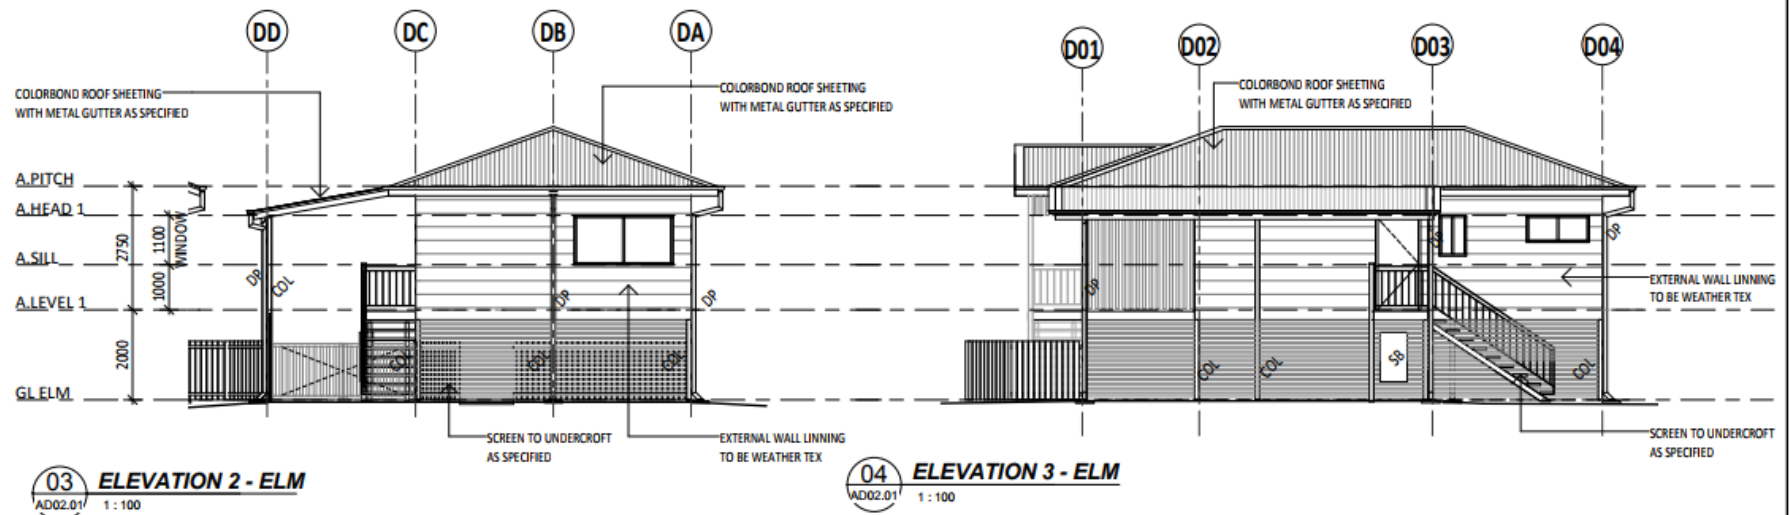 DD
DC
DB
DA
D01
D02
D03
D04
COLORBOND ROOF SHEETING
WITH METAL GUTTER AS SPECIFIED
COLORBOND ROOF SHEETING
WITH METAL GUTTER AS SPECIFIED
COLORBOND ROOF SHEETING
WITH METAL GUTTER AS SPECIFIED
A.PITCH
A.HEAD 1
A.SILL
A.LEVEL 1
GL ELM
2750
2000
1100
WINDOW
1000
DP
COL
DP
DP
COL
COL
COL
DP
DP
DP
COL
COL
SB
COL
EXTERNAL WALL LINNING
TO BE WEATHER TEX
SCREEN TO UNDERCROFT
AS SPECIFIED
EXTERNAL WALL LINNING
TO BE WEATHER TEX
SCREEN TO UNDERCROFT
AS SPECIFIED
03
AD02.01
ELEVATION 2 - ELM
1 : 100
04
AD02.01
ELEVATION 3 - ELM
1 : 100